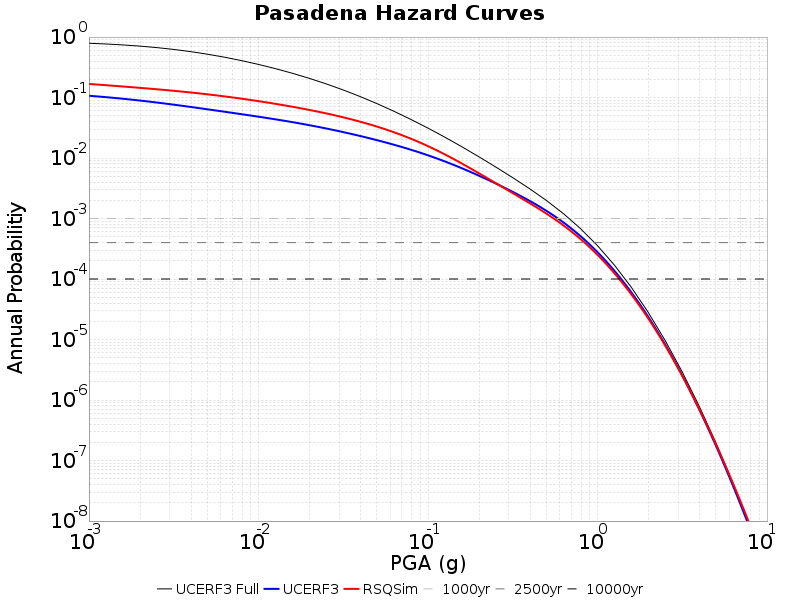 Pasadena Hazard Curves
10^0
10^-1
10^-2
10^-3
10^-4
10^-5
10^-6
10^-7
10^-8
Annual Probabilitiy
10^-3 10^-2 10^-1 10^0 10^1
PGA (g)
UCERF3 Full UCERF3 RSQSim 1000yr 2500yr 10000yr